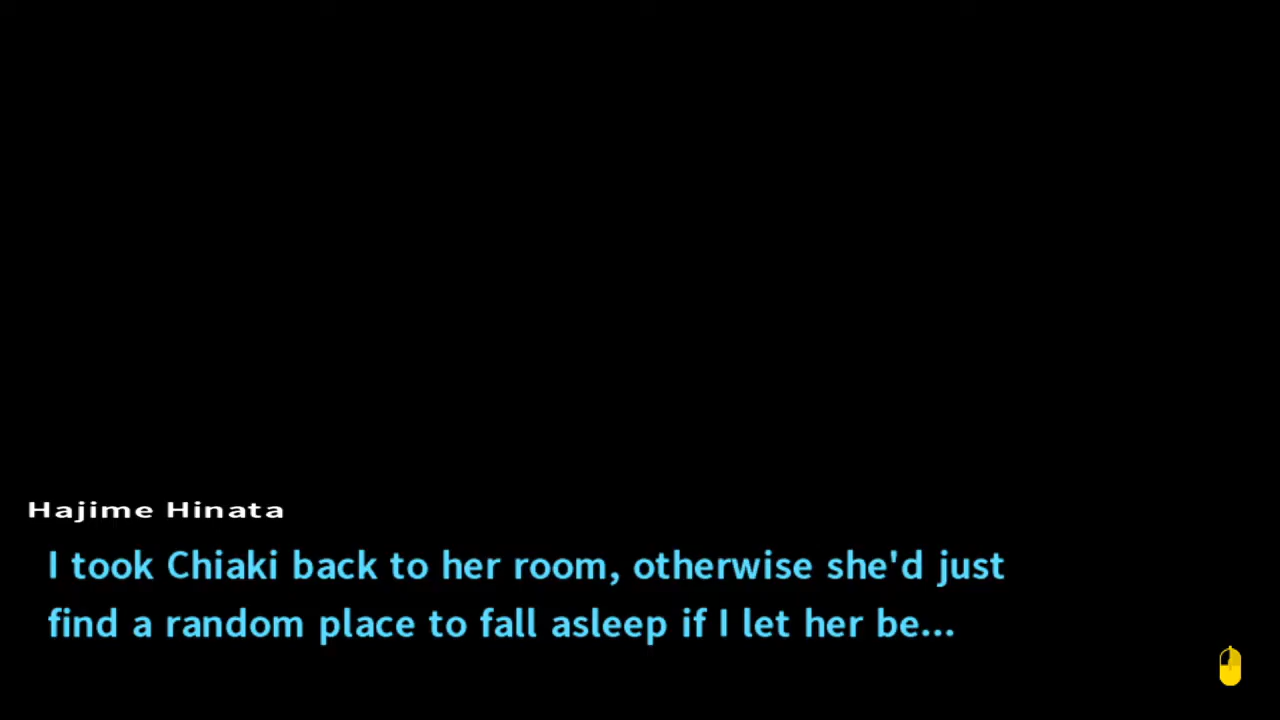 Hajime Hinata
I took Chiaki back to her room, otherwise she'd just
find a random place to fall asleep if I let her be...